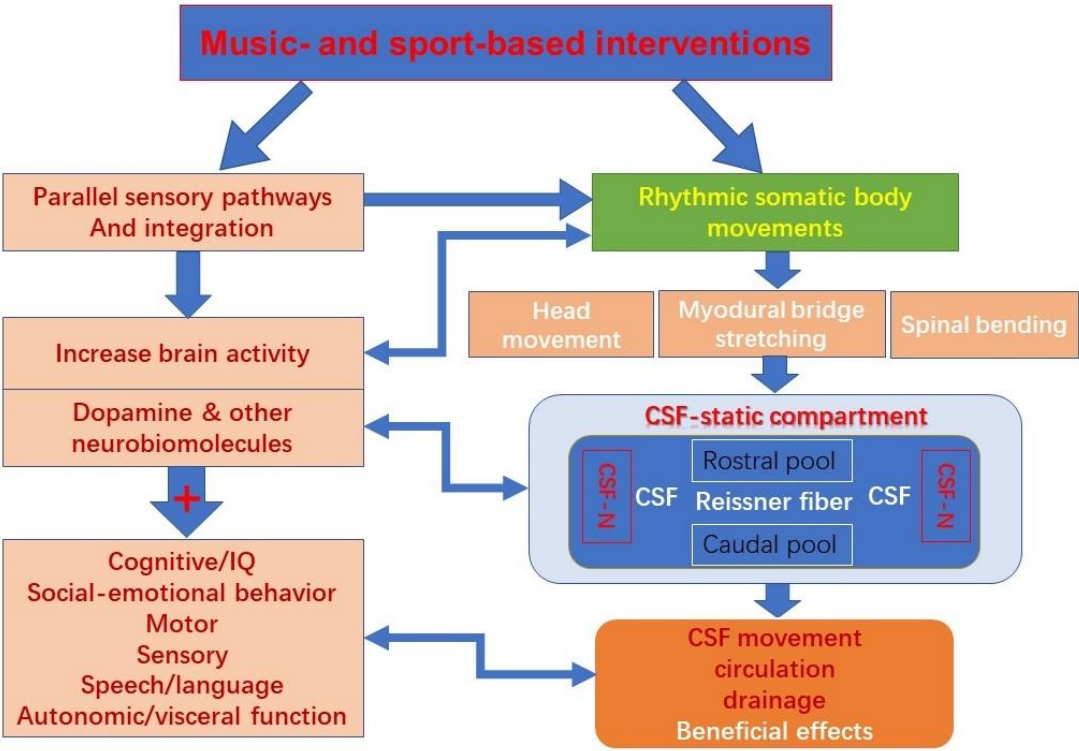 Music- and sport-based interventions
Parallel sensory pathways
And integration
Rhythmic somatic body
movements
Head
movement
Myodural bridge
stretching
Spinal bending
Increase brain activity
Dopamine & other
neurobiomolecules
CSF-static compartment
CSF-N
CSF
Rostral pool
Reissner fiber
Caudal pool
CSF
CSF-N
+
Cognitive/IQ
Social-emotional behavior
Motor
Sensory
Speech/language
Autonomic/visceral function
CSF movement
circulation
drainage
Beneficial effects